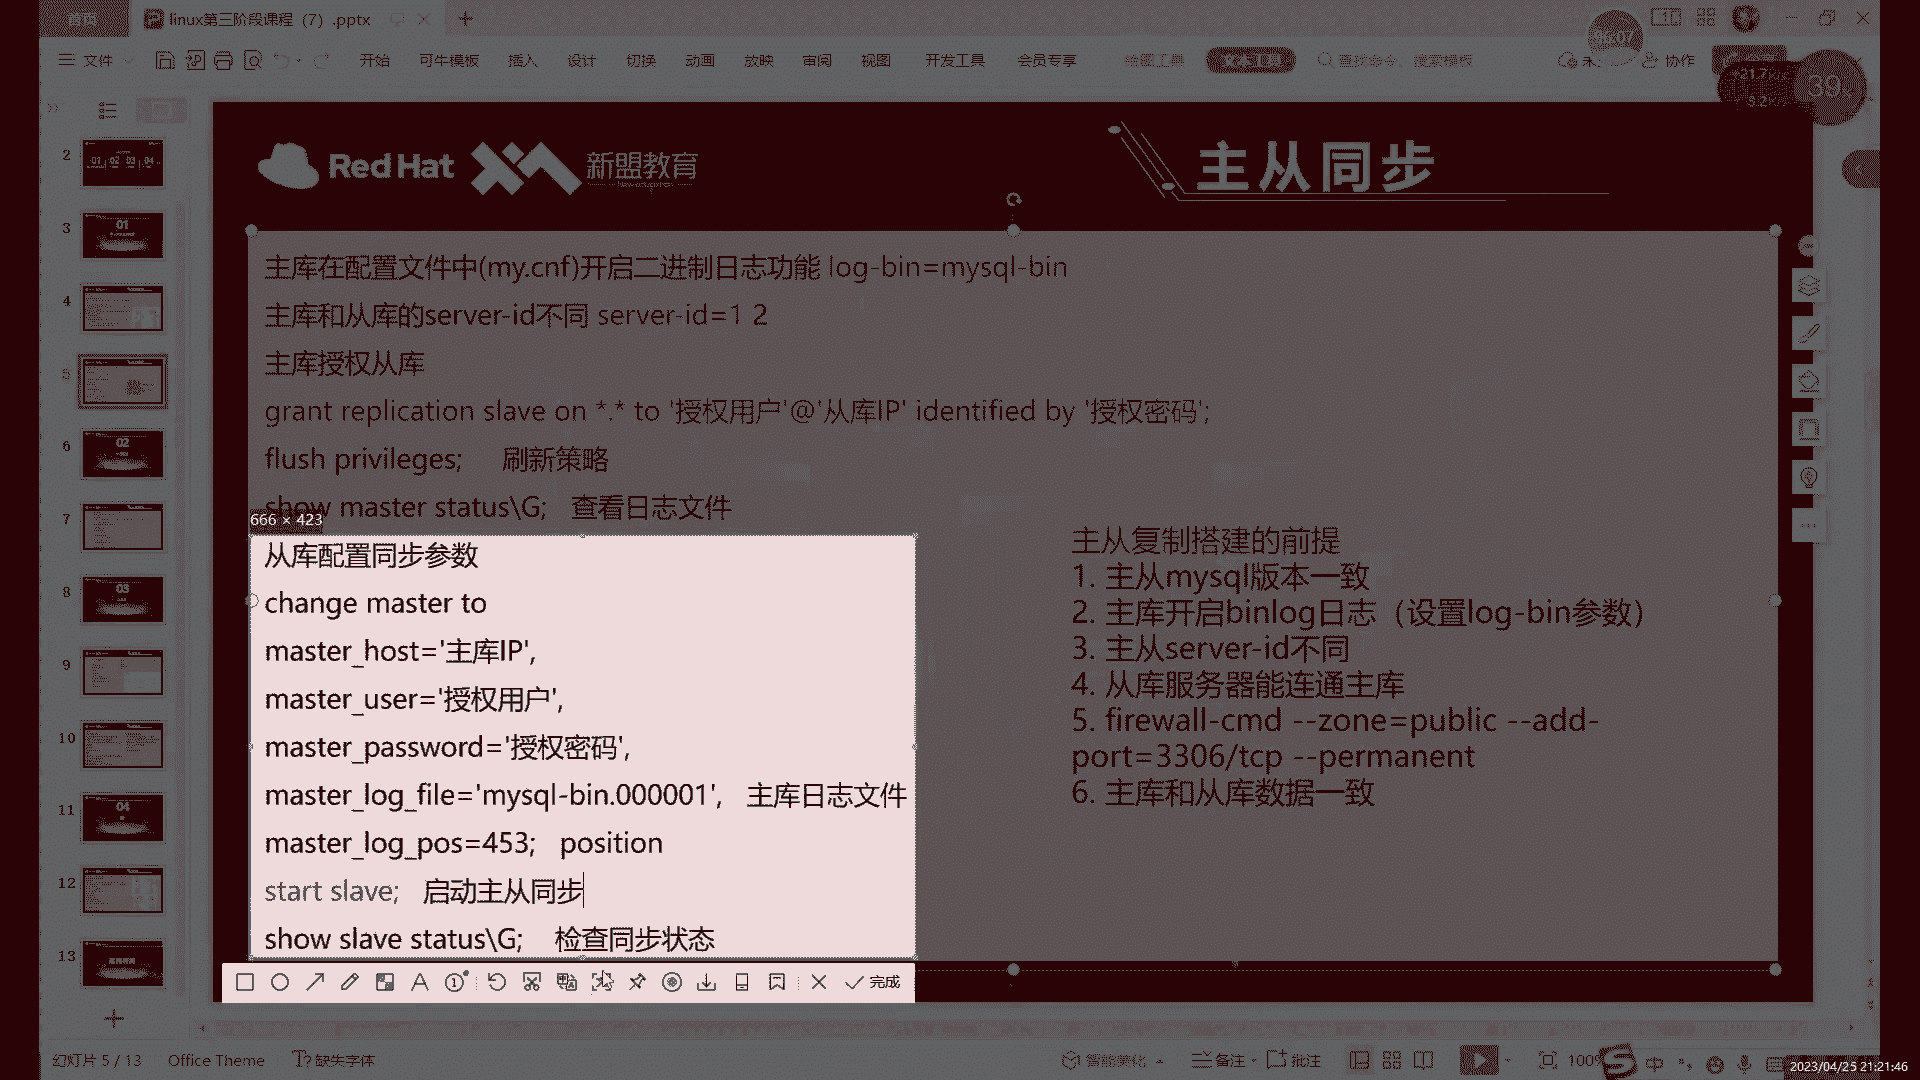 首页
linux第三阶段课程（7）.pptx
文件
开始
可牛模板
插入
设计
切换
动画
放映
审阅
视图
开发工具
会员专享
绘图工具
文本工具
查找命令、搜索模板
协作
39
2
3
4
5
6
7
8
9
10
11
12
13
01
02
03
04
Red Hat
新盟教育
主从同步
主库在配置文件中(my.cnf)开启二进制日志功能 log-bin=mysql-bin
主库和从库的server-id不同 server-id=1 2
主库授权从库
grant replication slave on *.* to '授权用户'@'从库IP' identified by '授权密码';
flush privileges; 刷新策略
show master status\G; 查看日志文件
666 × 423
从库配置同步参数
change master to
master_host='主库IP',
master_user='授权用户',
master_password='授权密码',
master_log_file='mysql-bin.000001', 主库日志文件
master_log_pos=453; position
start slave; 启动主从同步
show slave status\G; 检查同步状态
主从复制搭建的前提
1. 主从mysql版本一致
2. 主库开启binlog日志（设置log-bin参数）
3. 主从server-id不同
4. 从库服务器能连通主库
5. firewall-cmd --zone=public --add-
port=3306/tcp --permanent
6. 主库和从库数据一致
完成
幻灯片 5 / 13
Office Theme
缺失字体
智能美化
备注
批注
100%
中
2023/04/25 21:21:46